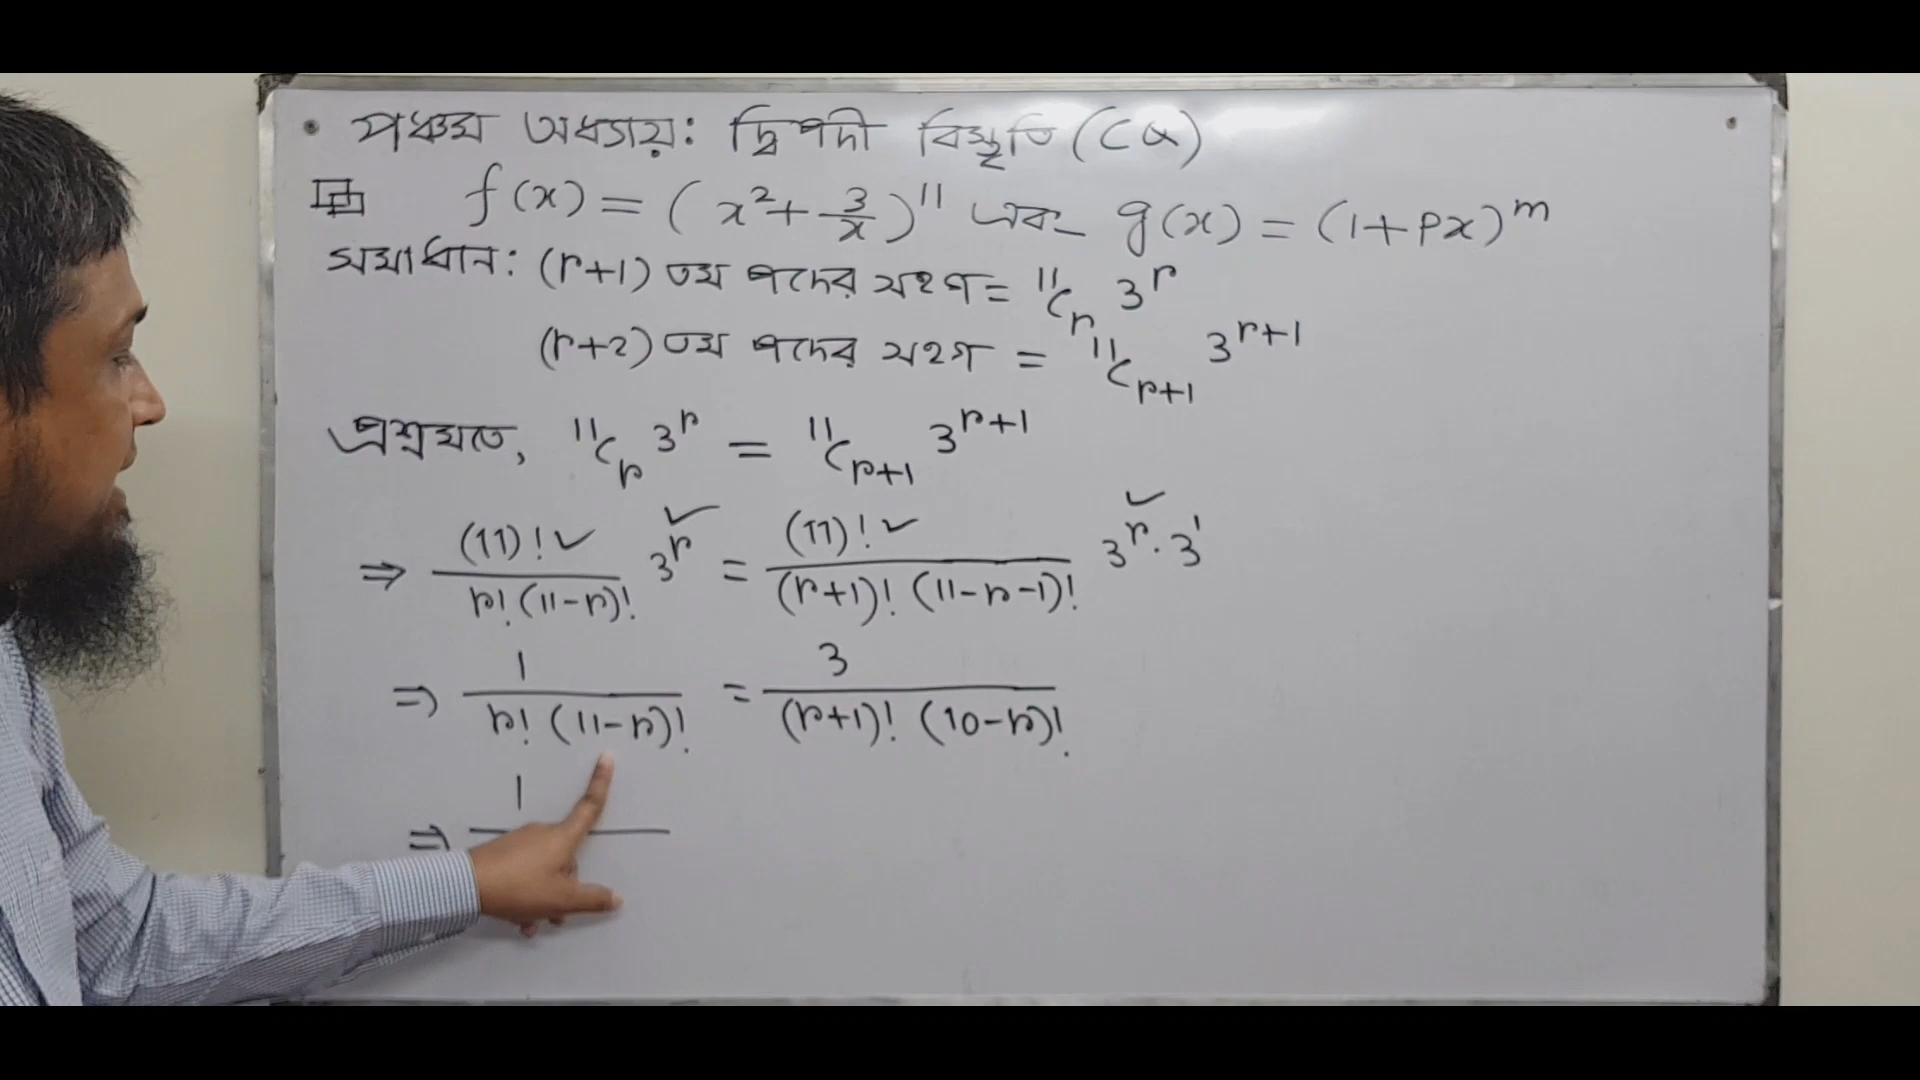 পঞ্চম অধ্যায়: দ্বিপদী বিস্তৃতি (CQ)
f(x) = (x² + 3/x)¹¹ এবং g(x) = (1+Px)ᵐ
সমাধান: (r+1) তম পদের সহগ = ¹¹Cᵣ 3ʳ
(r+2) তম পদের সহগ = ¹¹Cᵣ₊₁ 3ʳ⁺¹
প্রশ্নমতে, ¹¹Cᵣ 3ʳ = ¹¹Cᵣ₊₁ 3ʳ⁺¹
⇒ (11)!✓ / r!(11-r)! 3ʳ✓ = (11)!✓ / (r+1)! (11-r-1)! 3ʳ✓·3¹
⇒ 1 / r! (11-r)! = 3 / (r+1)! (10-r)!
⇒ 1 /